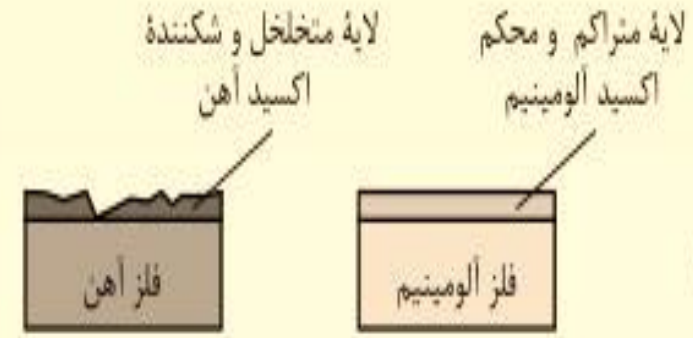 لایهٔ متراکم و محکم
اکسید آلومینیم
لایهٔ متخلخل و شکنندهٔ
اکسید آهن
فلز آلومینیم
فلز آهن